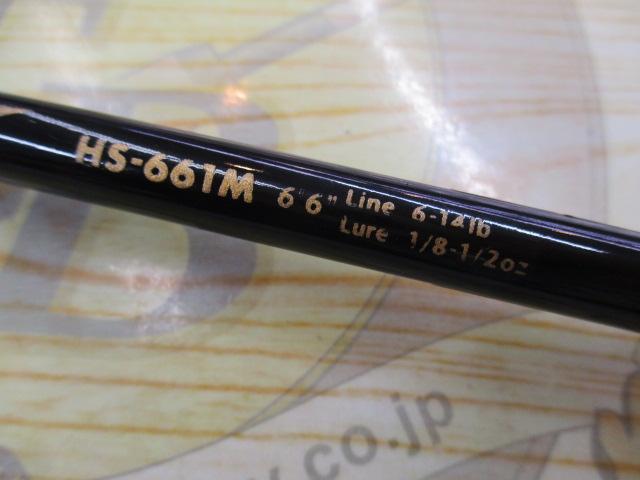 HS-661M 6"6" Line 6-14lb
Lure 1/8-1/2oz
.co.jp